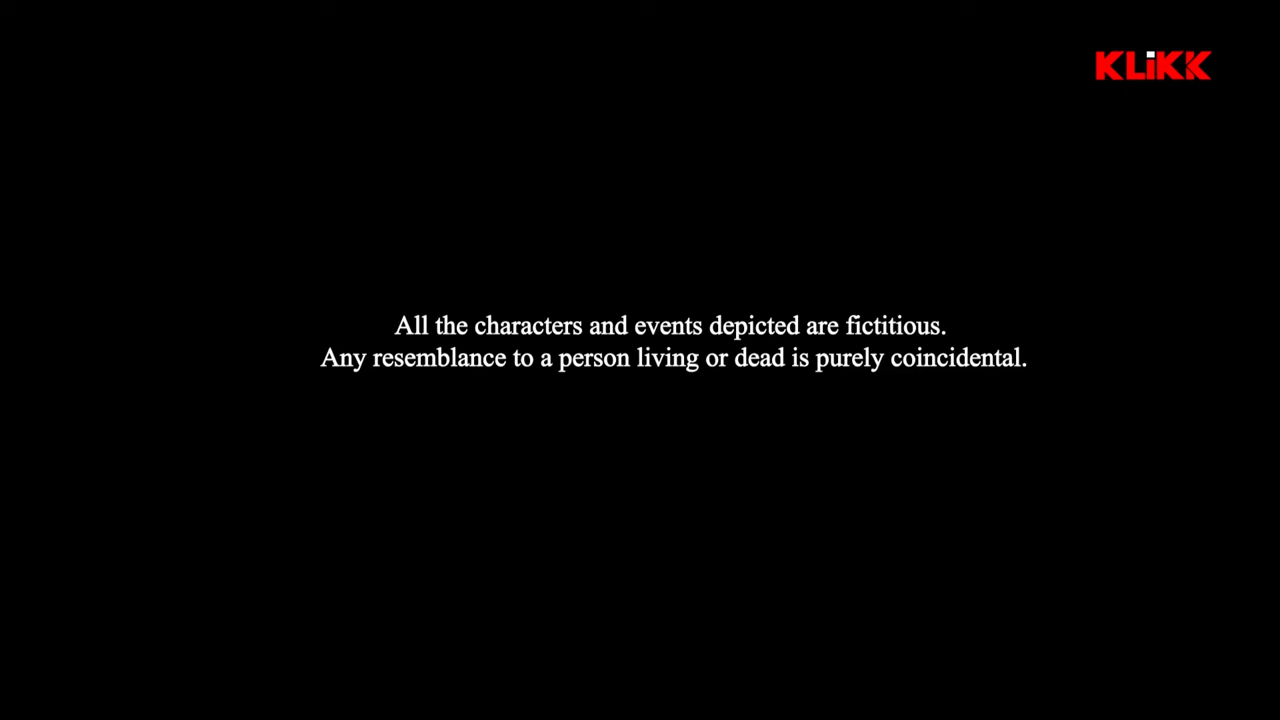 KLiKK
All the characters and events depicted are fictitious.
Any resemblance to a person living or dead is purely coincidental.